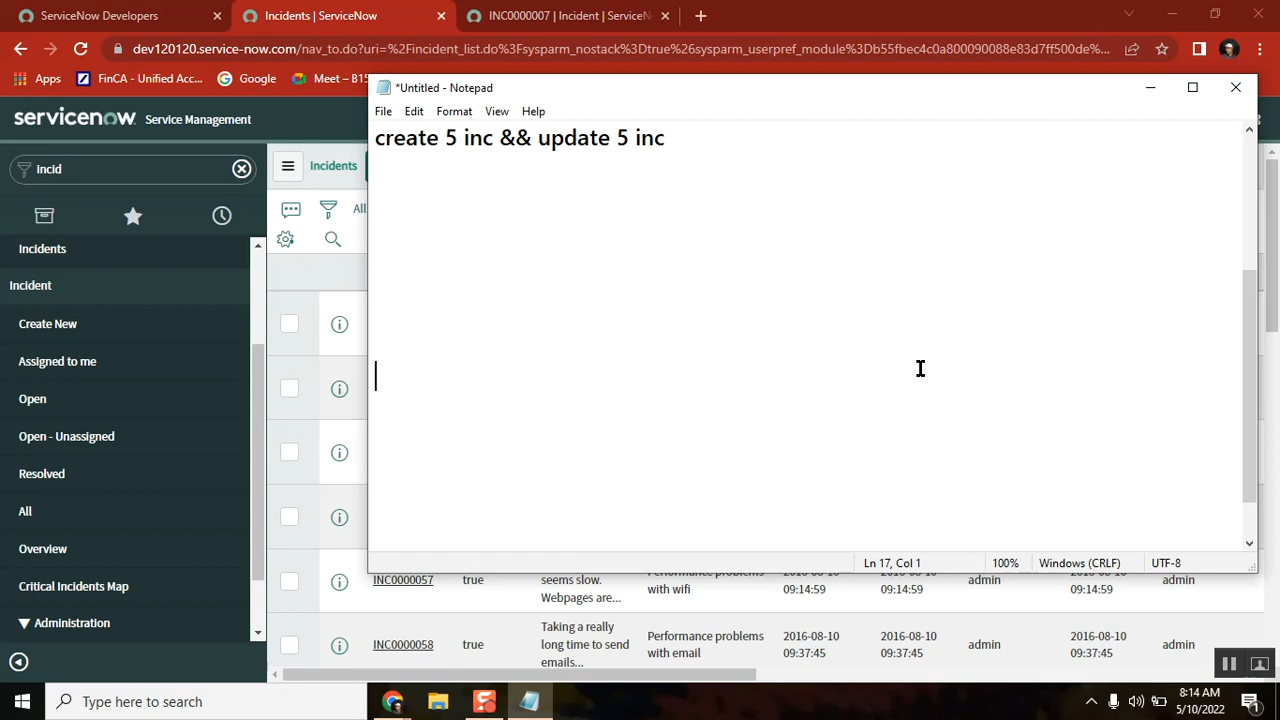 ServiceNow Developers
Incidents | ServiceNow
INC0000007 | Incident | ServiceNo
dev120120.service-now.com/nav_to.do?uri=%2Fincident_list.do%3Fsysparm_nostack%3Dtrue%26sysparm_userpref_module%3Db55fbec4c0a800090088e83d7ff500de%...
Apps
FinCA - Unified Acc...
Google
Meet – B15
*Untitled - Notepad
File Edit Format View Help
servicenow Service Management
create 5 inc && update 5 inc
incid
Incidents
All
Incidents
Incident
Create New
Assigned to me
Open
Open - Unassigned
Resolved
All
Overview
Critical Incidents Map
Administration
Ln 17, Col 1 100% Windows (CRLF) UTF-8
INC0000057 true seems slow. Webpages are... Performance problems with wifi 2016-08-10 09:14:59 2016-08-10 09:14:59 admin 2016-08-10 09:14:59 admin
INC0000058 true Taking a really long time to send emails... Performance problems with email 2016-08-10 09:37:45 2016-08-10 09:37:45 admin 2016-08-10 09:37:45 admin
Type here to search
8:14 AM
5/10/2022
1